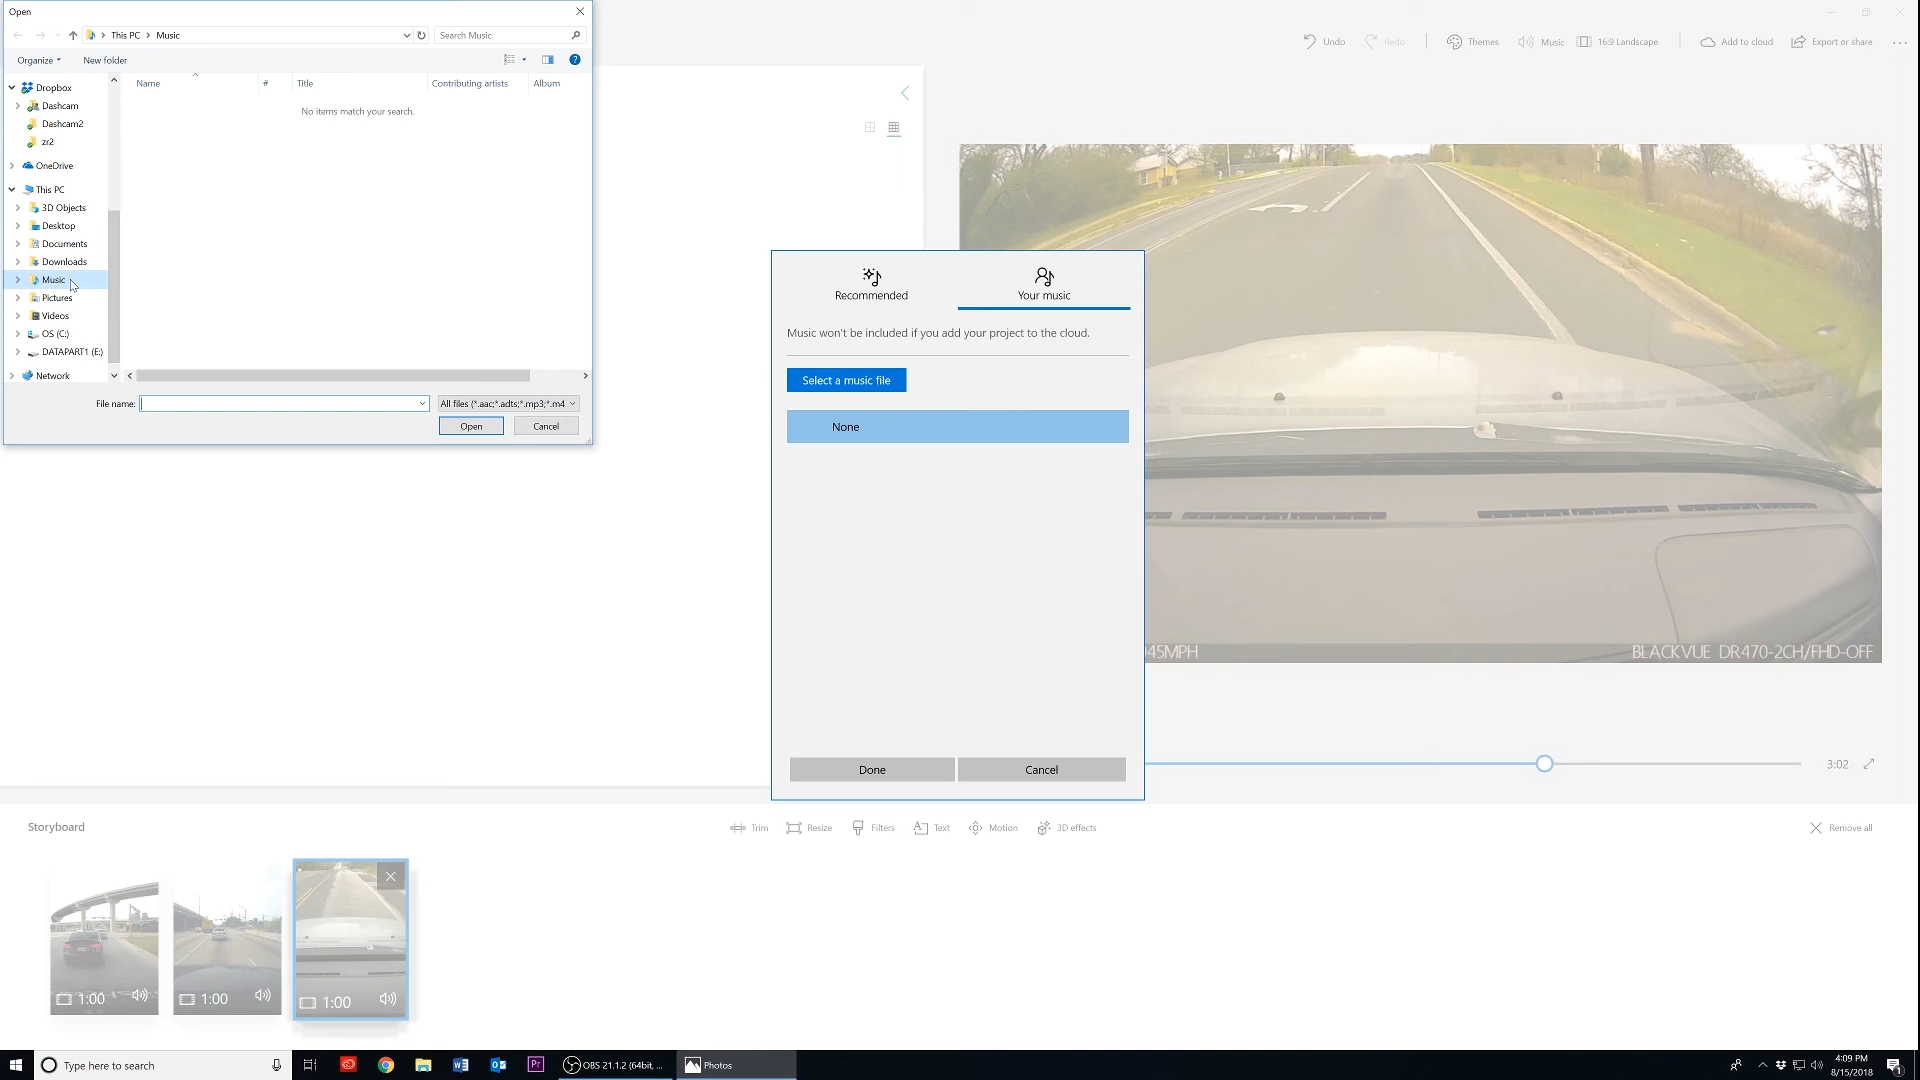 Open
This PC > Music
Search Music
Organize
New folder
Name
#
Title
Contributing artists
Album
No items match your search.
Dropbox
Dashcam
Dashcam2
zr2
OneDrive
This PC
3D Objects
Desktop
Documents
Downloads
Music
Pictures
Videos
OS (C:)
DATAPART1 (E:)
Network
File name:
All files (*.aac;*.adts;*.mp3;*.m4
Open
Cancel
Undo
Redo
Themes
Music
16:9 Landscape
Add to cloud
Export or share
Recommended
Your music
Music won't be included if you add your project to the cloud.
Select a music file
None
Done
Cancel
45MPH
BLACKVUE DR470-2CH/FHD-OFF
3:02
Storyboard
Trim
Resize
Filters
Text
Motion
3D effects
Remove all
1:00
1:00
1:00
Type here to search
OBS 21.1.2 (64bit, ...
Photos
4:09 PM
8/15/2018